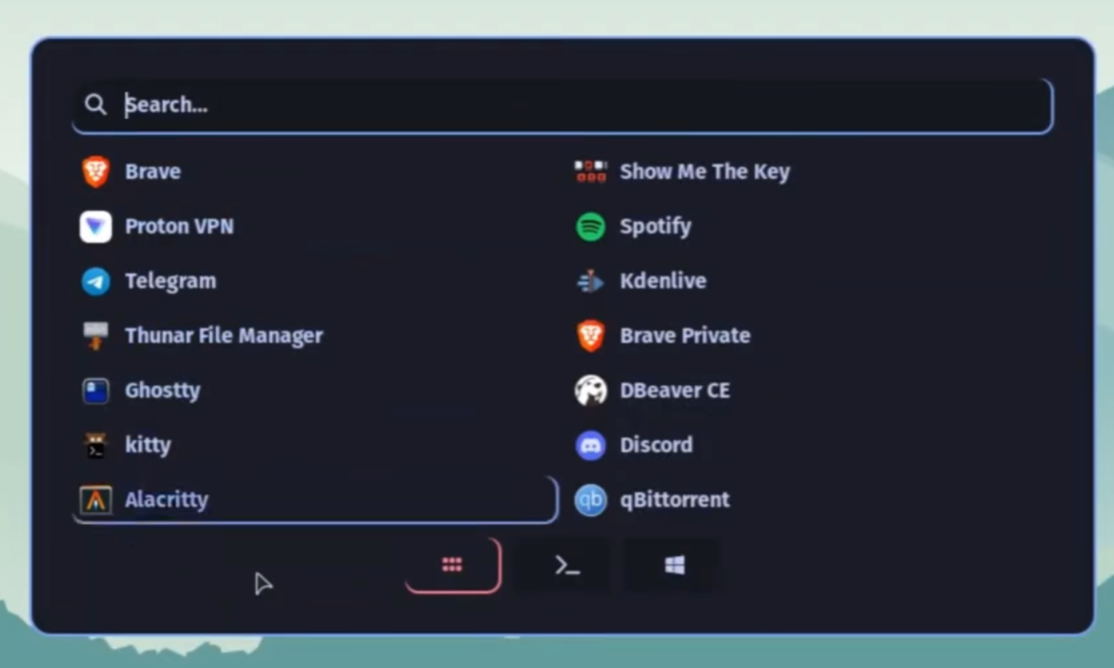 Search...
Brave
Proton VPN
Telegram
Thunar File Manager
Ghostty
kitty
Alacritty
Show Me The Key
Spotify
Kdenlive
Brave Private
DBeaver CE
Discord
qb
qBittorrent